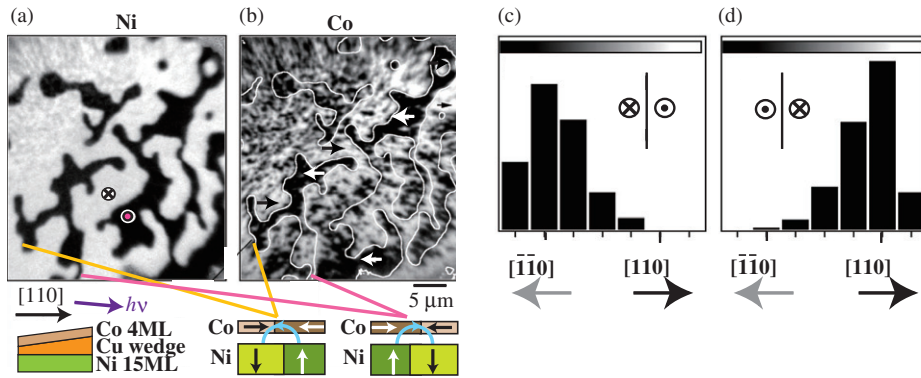 (a)
Ni
(b)
Co
(c)
(d)
5 μm
[110]
hν
Co 4ML
Cu wedge
Ni 15ML
Co
Ni
Co
Ni
[1̅1̅0]
[110]
[1̅1̅0]
[110]